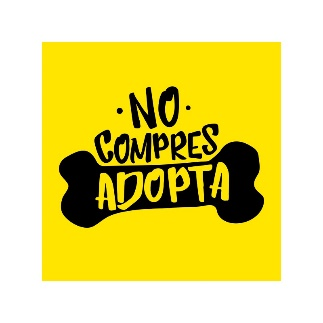 · NO ·
COMPRES
ADOPTA